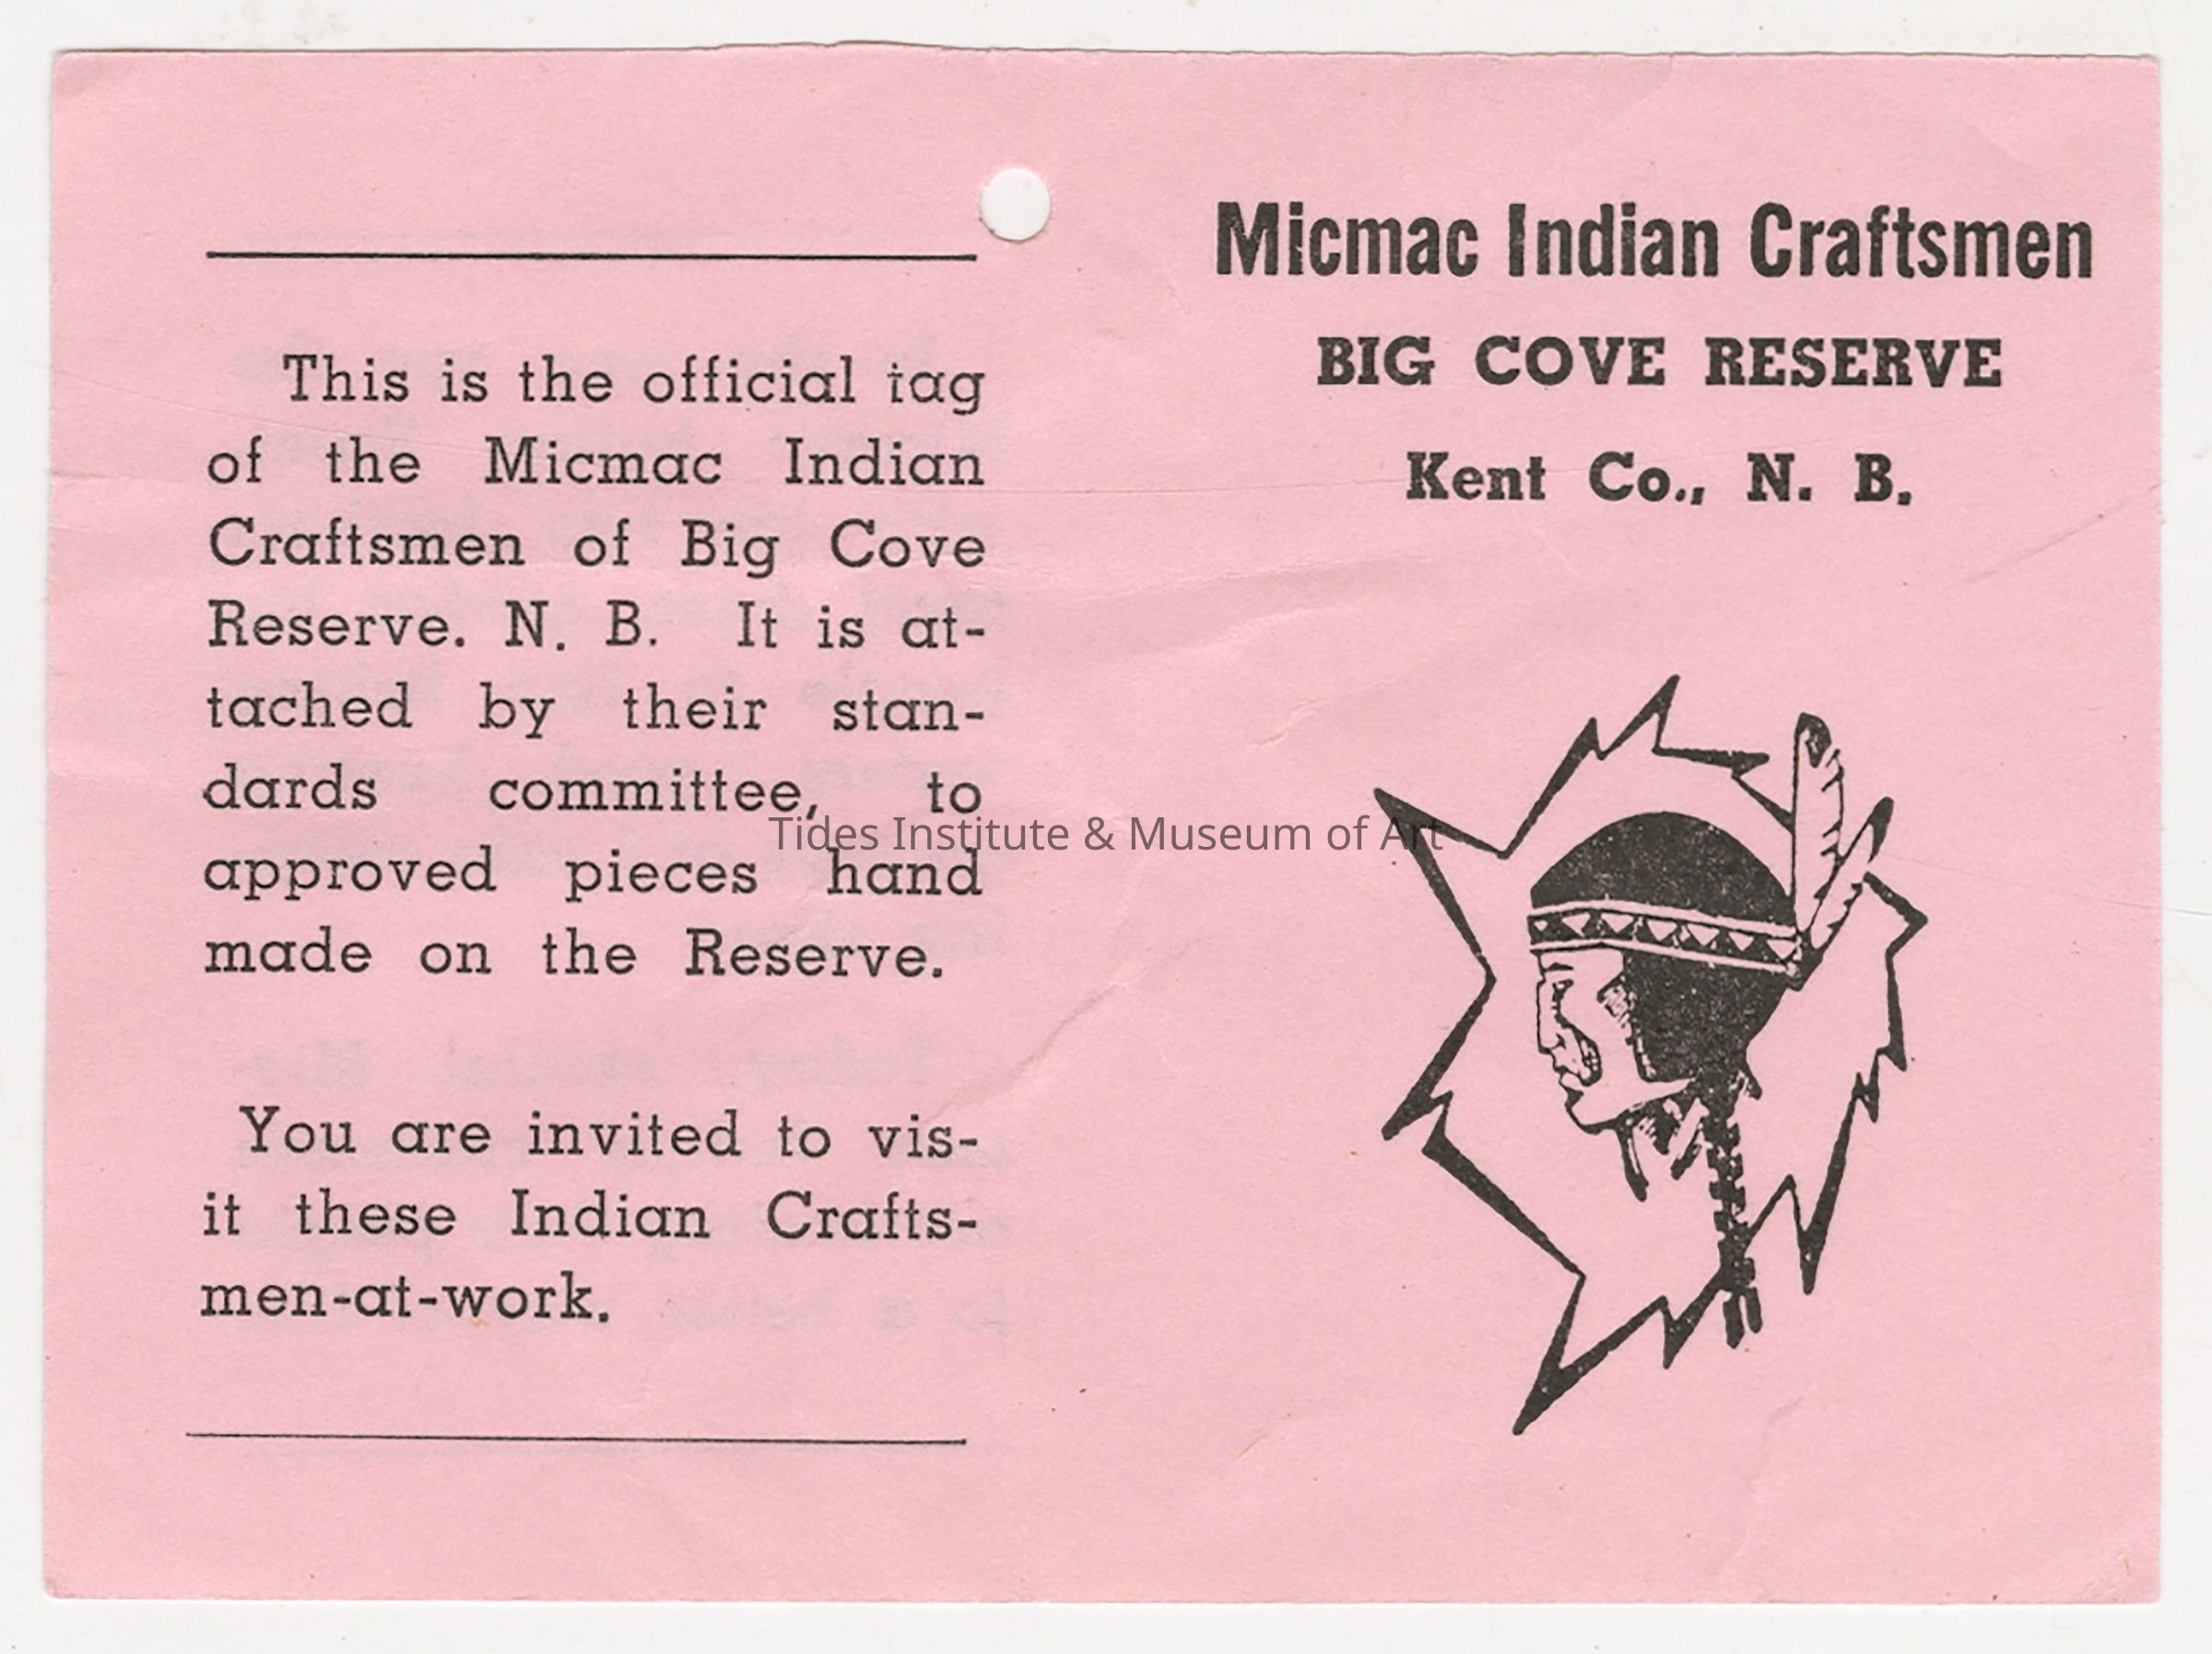 This is the official tag
of the Micmac Indian
Craftsmen of Big Cove
Reserve. N. B. It is at-
tached by their stan-
dards committee, to
approved pieces hand
made on the Reserve.
You are invited to vis-
it these Indian Crafts-
men-at-work.
Micmac Indian Craftsmen
BIG COVE RESERVE
Kent Co., N. B.
Tides Institute & Museum of Art